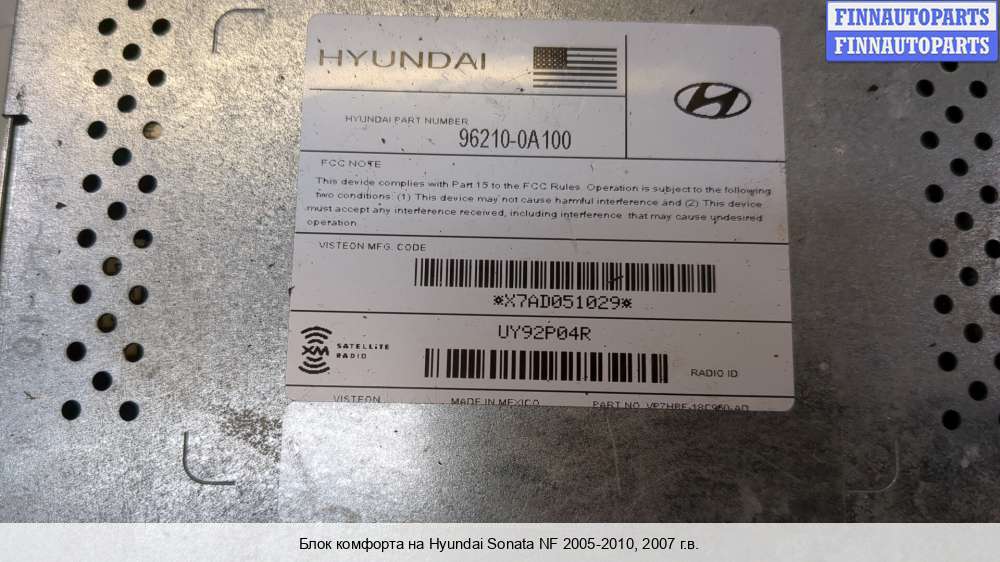 FINNAUTOPARTS
FINNAUTOPARTS
HYUNDAI
HYUNDAI PART NUMBER
96210-0A100
FCC NOTE
This device complies with Part 15 to the FCC Rules. Operation is subject to the following
two conditions: (1) This device may not cause harmful interference and (2) This device
must accept any interference received, including interference that may cause undesired
operation.
VISTEON MFG. CODE
*X7AD051029*
UY92P04R
XM SATELLITE
RADIO
RADIO ID
VISTEON MADE IN MEXICO PART NO.
Блок комфорта на Hyundai Sonata NF 2005-2010, 2007 г.в.